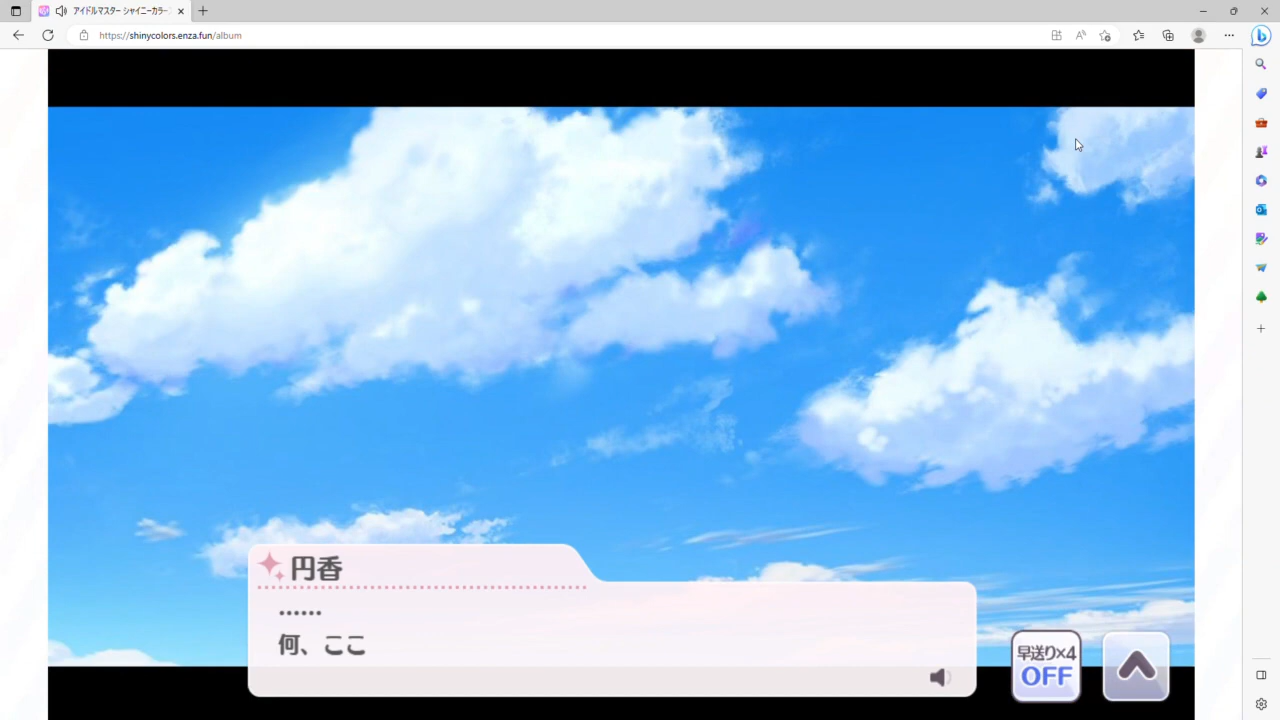 アイドルマスター シャイニーカラー
https://shinycolors.enza.fun/album
円香
……
何、ここ
早送り×4
OFF